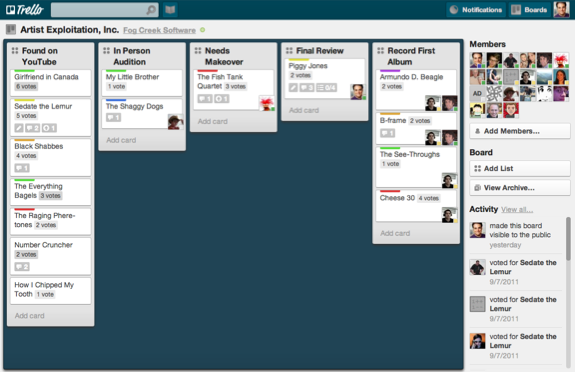 Trello
Notifications
Boards
Artist Exploitation, Inc.
Fog Creek Software
Found on
YouTube
Girlfriend in Canada
6 votes
Sedate the Lemur
5 votes
2 1
Black Shabbes
4 votes
1
The Everything
Bagels 3 votes
The Raging Phere-
tones 2 votes
Number Cruncher
2 votes
2
How I Chipped My
Tooth 1 vote
Add card
In Person
Audition
My Little Brother
1 vote
The Shaggy Dogs
1
Add card
Needs
Makeover
The Fish Tank
Quartet 3 votes
1 1
Add card
Final Review
Piggy Jones
2 votes
3 0/4
Add card
Record First
Album
Armundo D. Beagle
2 votes
B-frame 2 votes
1
The See-Throughs
1 vote
Cheese 30 4 votes
Add card
Members
AD
Add Members...
Board
Add List
View Archive...
Activity View all...
made this board
visible to the public
yesterday
voted for Sedate the
Lemur
9/7/2011
voted for Sedate the
Lemur
9/7/2011
voted for Sedate the
Lemur
9/7/2011